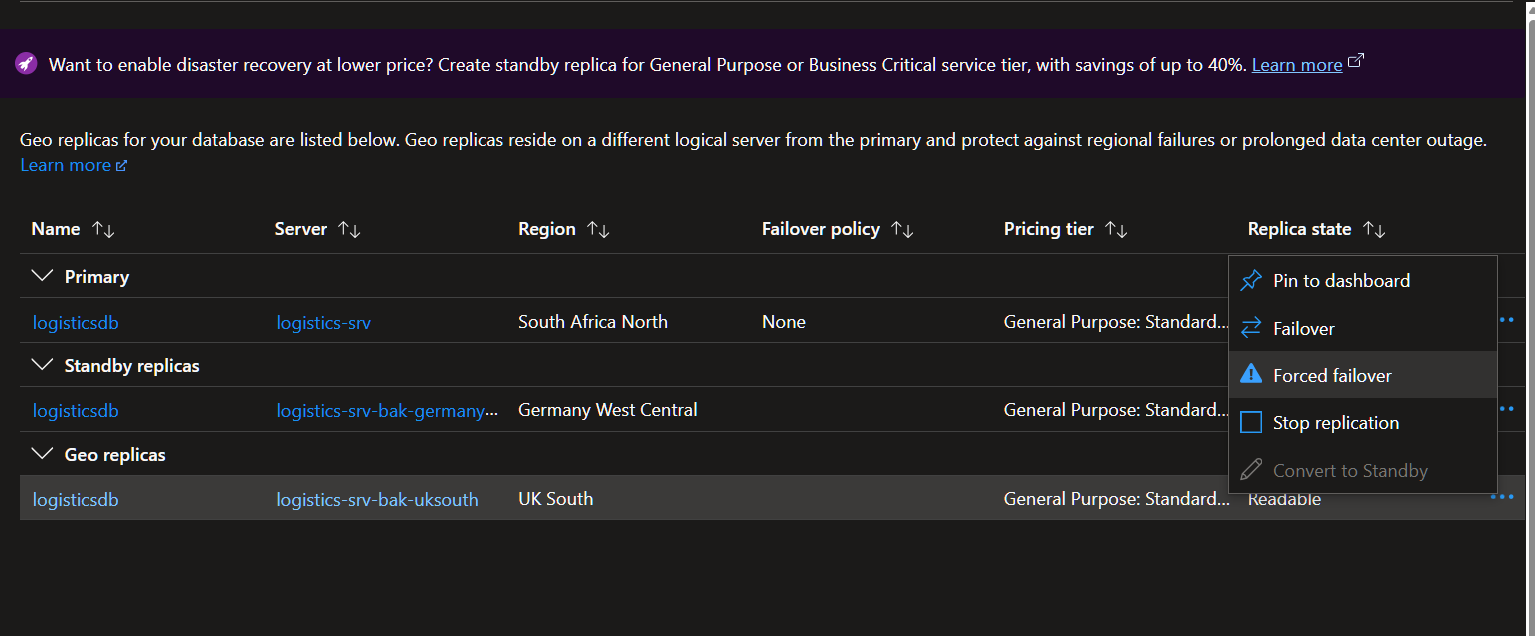 Want to enable disaster recovery at lower price? Create standby replica for General Purpose or Business Critical service tier, with savings of up to 40%. Learn more
Geo replicas for your database are listed below. Geo replicas reside on a different logical server from the primary and protect against regional failures or prolonged data center outage.
Learn more
Name Server Region Failover policy Pricing tier Replica state
Primary
logisticsdb logistics-srv South Africa North None General Purpose: Standard...
Standby replicas
logisticsdb logistics-srv-bak-germany... Germany West Central General Purpose: Standard...
Geo replicas
logisticsdb logistics-srv-bak-uksouth UK South General Purpose: Standard... Readable
Pin to dashboard
Failover
Forced failover
Stop replication
Convert to Standby